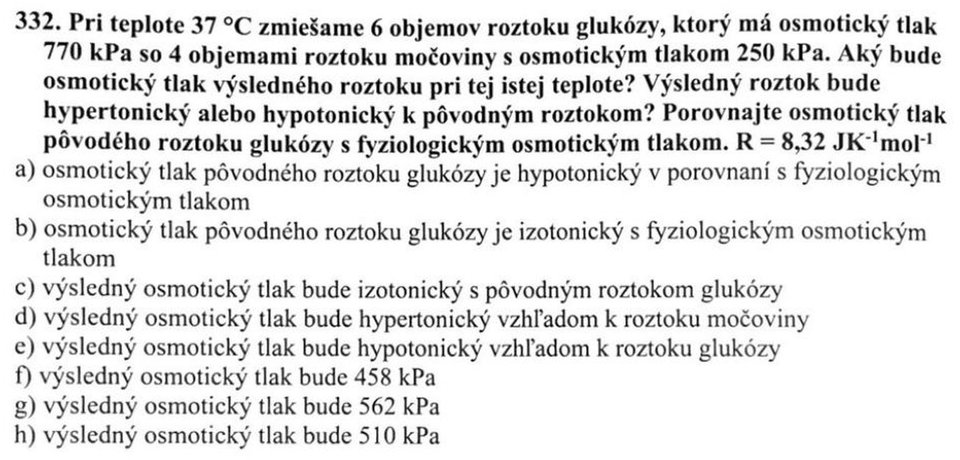 332. Pri teplote 37 °C zmiešame 6 objemov roztoku glukózy, ktorý má osmotický tlak
770 kPa so 4 objemami roztoku močoviny s osmotickým tlakom 250 kPa. Aký bude
osmotický tlak výsledného roztoku pri tej istej teplote? Výsledný roztok bude
hypertonický alebo hypotonický k pôvodným roztokom? Porovnajte osmotický tlak
pôvodého roztoku glukózy s fyziologickým osmotickým tlakom. R = 8,32 JK⁻¹mol⁻¹
a) osmotický tlak pôvodného roztoku glukózy je hypotonický v porovnaní s fyziologickým
osmotickým tlakom
b) osmotický tlak pôvodného roztoku glukózy je izotonický s fyziologickým osmotickým
tlakom
c) výsledný osmotický tlak bude izotonický s pôvodným roztokom glukózy
d) výsledný osmotický tlak bude hypertonický vzhľadom k roztoku močoviny
e) výsledný osmotický tlak bude hypotonický vzhľadom k roztoku glukózy
f) výsledný osmotický tlak bude 458 kPa
g) výsledný osmotický tlak bude 562 kPa
h) výsledný osmotický tlak bude 510 kPa